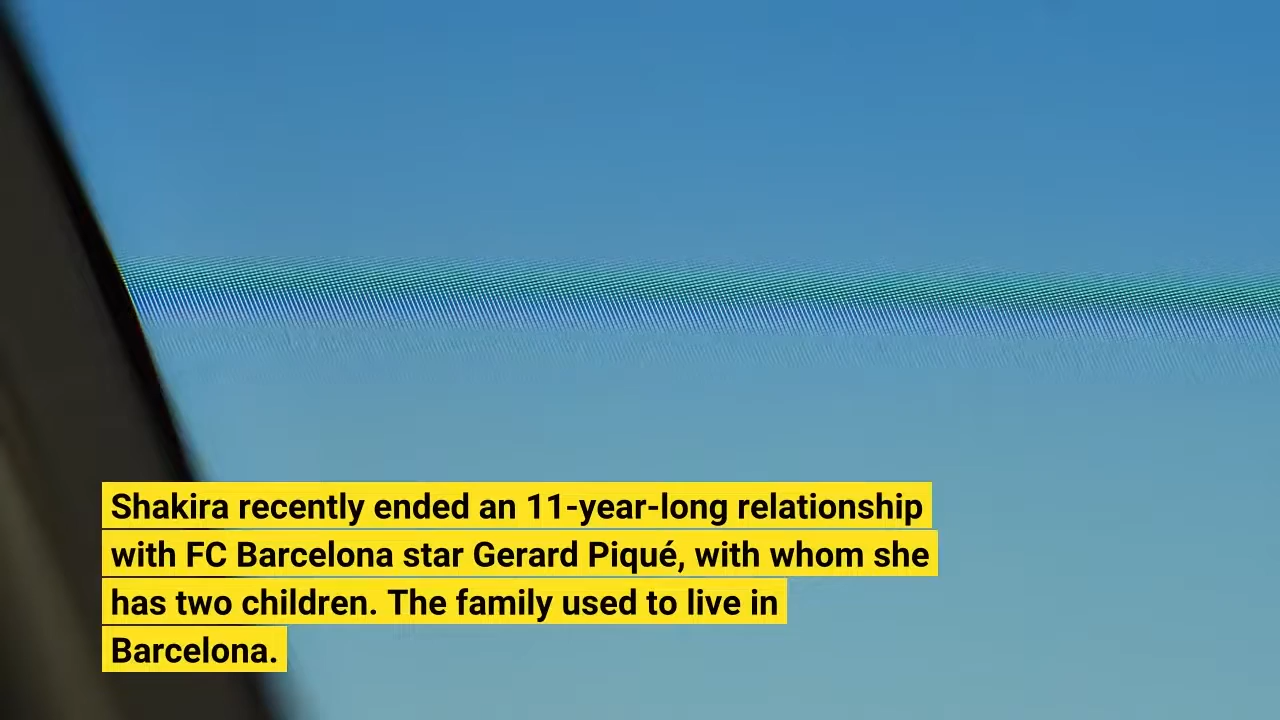 Shakira recently ended an 11-year-long relationship
with FC Barcelona star Gerard Piqué, with whom she
has two children. The family used to live in
Barcelona.